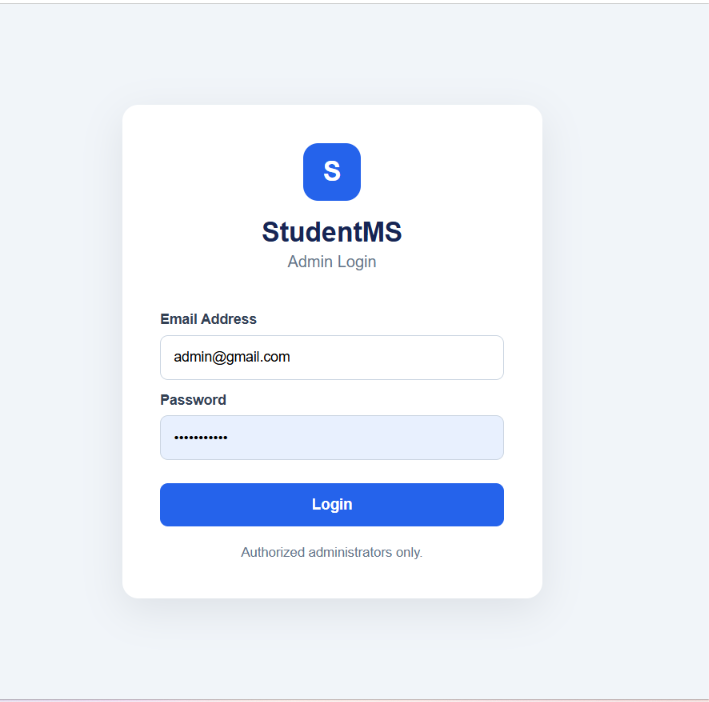 S
StudentMS
Admin Login
Email Address
admin@gmail.com
Password
•••••••••••
Login
Authorized administrators only.